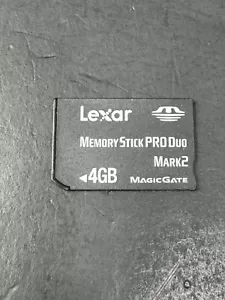 Lexar
MEMORY STICK PRO DUO
MARK2
◄4GB
MAGICGATE